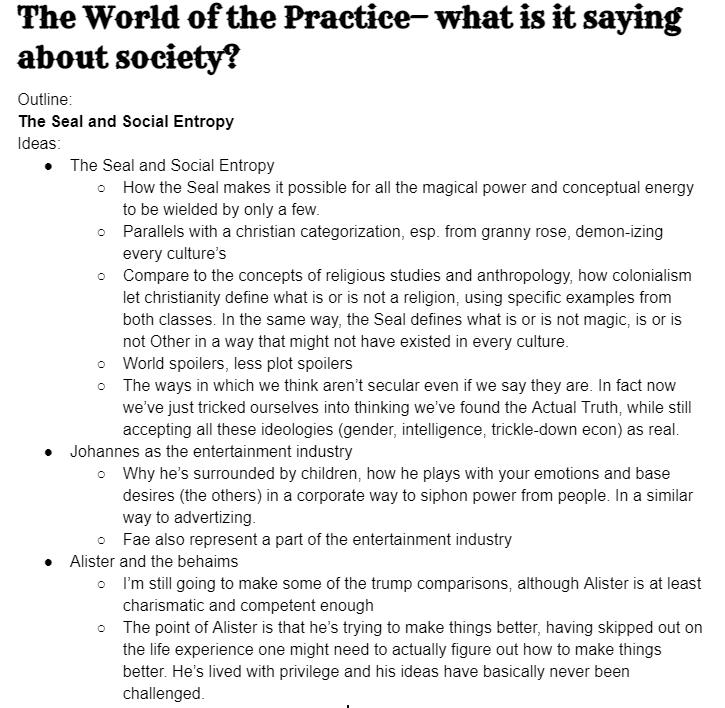 The World of the Practice– what is it saying
about society?
Outline:
The Seal and Social Entropy
Ideas:
● The Seal and Social Entropy
○ How the Seal makes it possible for all the magical power and conceptual energy
to be wielded by only a few.
○ Parallels with a christian categorization, esp. from granny rose, demon-izing
every culture’s
○ Compare to the concepts of religious studies and anthropology, how colonialism
let christianity define what is or is not a religion, using specific examples from
both classes. In the same way, the Seal defines what is or is not magic, is or is
not Other in a way that might not have existed in every culture.
○ World spoilers, less plot spoilers
○ The ways in which we think aren’t secular even if we say they are. In fact now
we’ve just tricked ourselves into thinking we’ve found the Actual Truth, while still
accepting all these ideologies (gender, intelligence, trickle-down econ) as real.
● Johannes as the entertainment industry
○ Why he’s surrounded by children, how he plays with your emotions and base
desires (the others) in a corporate way to siphon power from people. In a similar
way to advertizing.
○ Fae also represent a part of the entertainment industry
● Alister and the behaims
○ I’m still going to make some of the trump comparisons, although Alister is at least
charismatic and competent enough
○ The point of Alister is that he’s trying to make things better, having skipped out on
the life experience one might need to actually figure out how to make things
better. He’s lived with privilege and his ideas have basically never been
challenged.